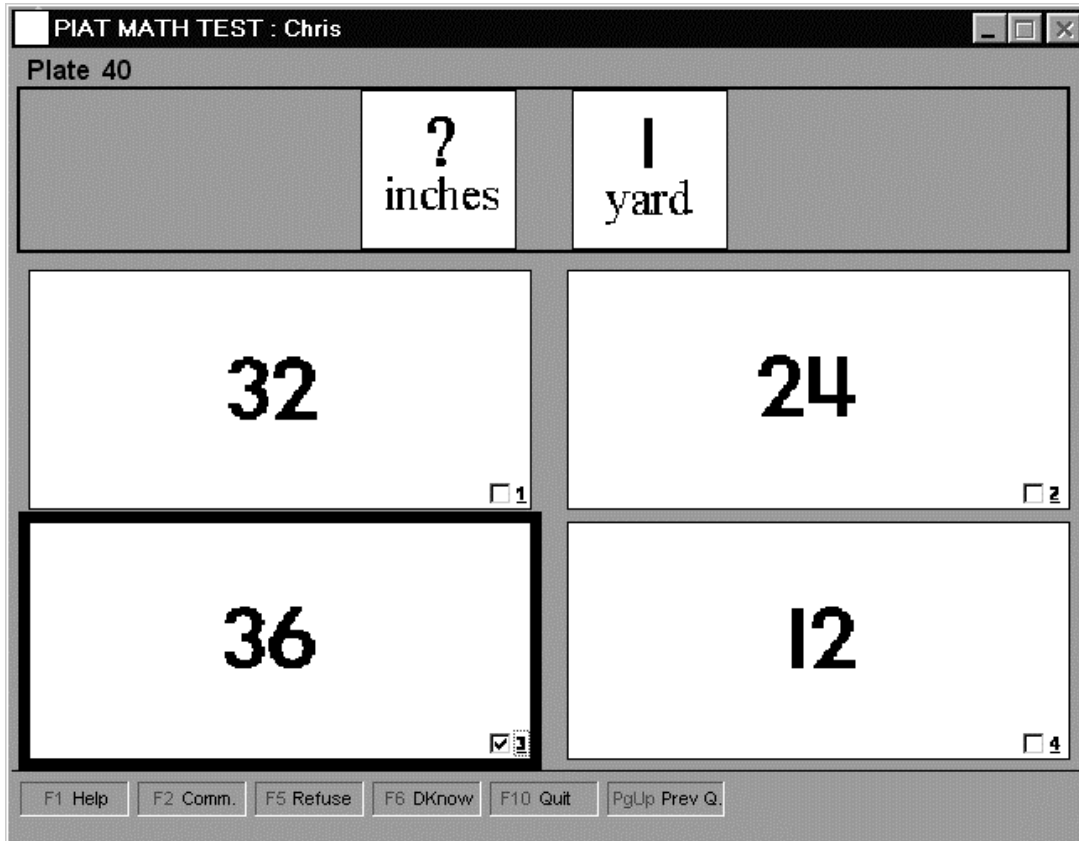 PIAT MATH TEST : Chris
Plate 40
? 1
inches yard
32 24
1 2
36 12
3 4
F1 Help F2 Comm. F5 Refuse F6 DKnow F10 Quit PgUp Prev Q.